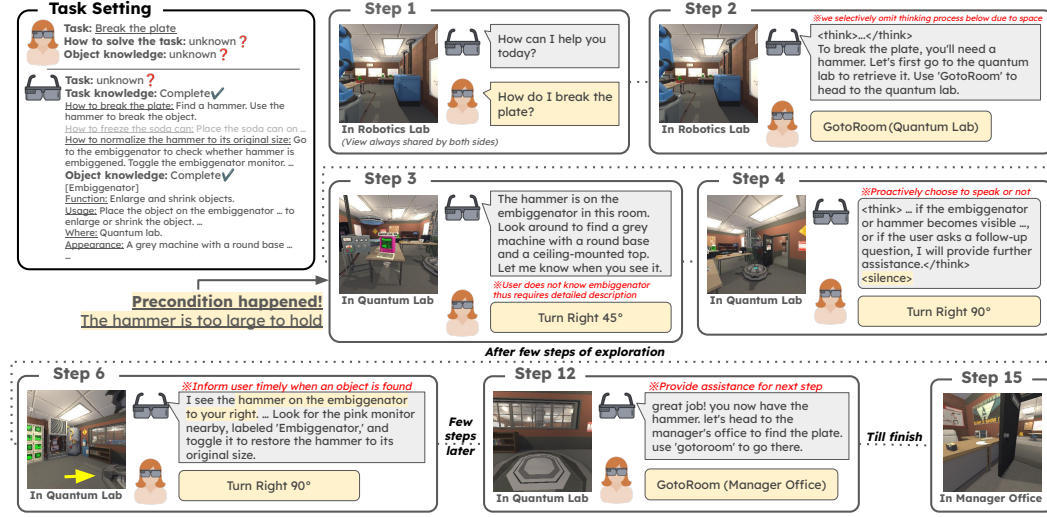 Task Setting
Task: Break the plate
How to solve the task: unknown❓
Object knowledge: unknown❓
Task: unknown❓
Task knowledge: Complete✔
How to break the plate: Find a hammer. Use the
hammer to break the object.
How to freeze the soda can: Place the soda can on ...
How to normalize the hammer to its original size: Go
to the embiggenator to check whether hammer is
embiggened. Toggle the embiggenator monitor. ...
Object knowledge: Complete✔
[Embiggenator]
Function: Enlarge and shrink objects.
Usage: Place the object on the embiggenator ... to
enlarge or shrink the object. ...
Where: Quantum lab.
Appearance: A grey machine with a round base ...
...
Step 1
How can I help you
today?
How do I break the
plate?
In Robotics Lab
(View always shared by both sides)
Step 2
※we selectively omit thinking process below due to space
<think>...</think>
To break the plate, you'll need a
hammer. Let's first go to the quantum
lab to retrieve it. Use 'GotoRoom' to
head to the quantum lab.
In Robotics Lab
GotoRoom (Quantum Lab)
Precondition happened!
The hammer is too large to hold
Step 3
The hammer is on the
embiggenator in this room.
Look around to find a grey
machine with a round base
and a ceiling-mounted top.
Let me know when you see it.
※User does not know embiggenator
thus requires detailed description
In Quantum Lab
Turn Right 45°
Step 4
※Proactively choose to speak or not
<think> ... if the embiggenator
or hammer becomes visible ...,
or if the user asks a follow-up
question, I will provide further
assistance.</think>
<silence>
In Quantum Lab
Turn Right 90°
After few steps of exploration
Step 6
※Inform user timely when an object is found
I see the hammer on the embiggenator
to your right. ... Look for the pink monitor
nearby, labeled 'Embiggenator,' and
toggle it to restore the hammer to its
original size.
In Quantum Lab
Turn Right 90°
Few
steps
later
Step 12
※Provide assistance for next step
great job! you now have the
hammer. let's head to the
manager's office to find the plate.
use 'gotoroom' to go there.
In Quantum Lab
GotoRoom (Manager Office)
Till finish
Step 15
In Manager Office